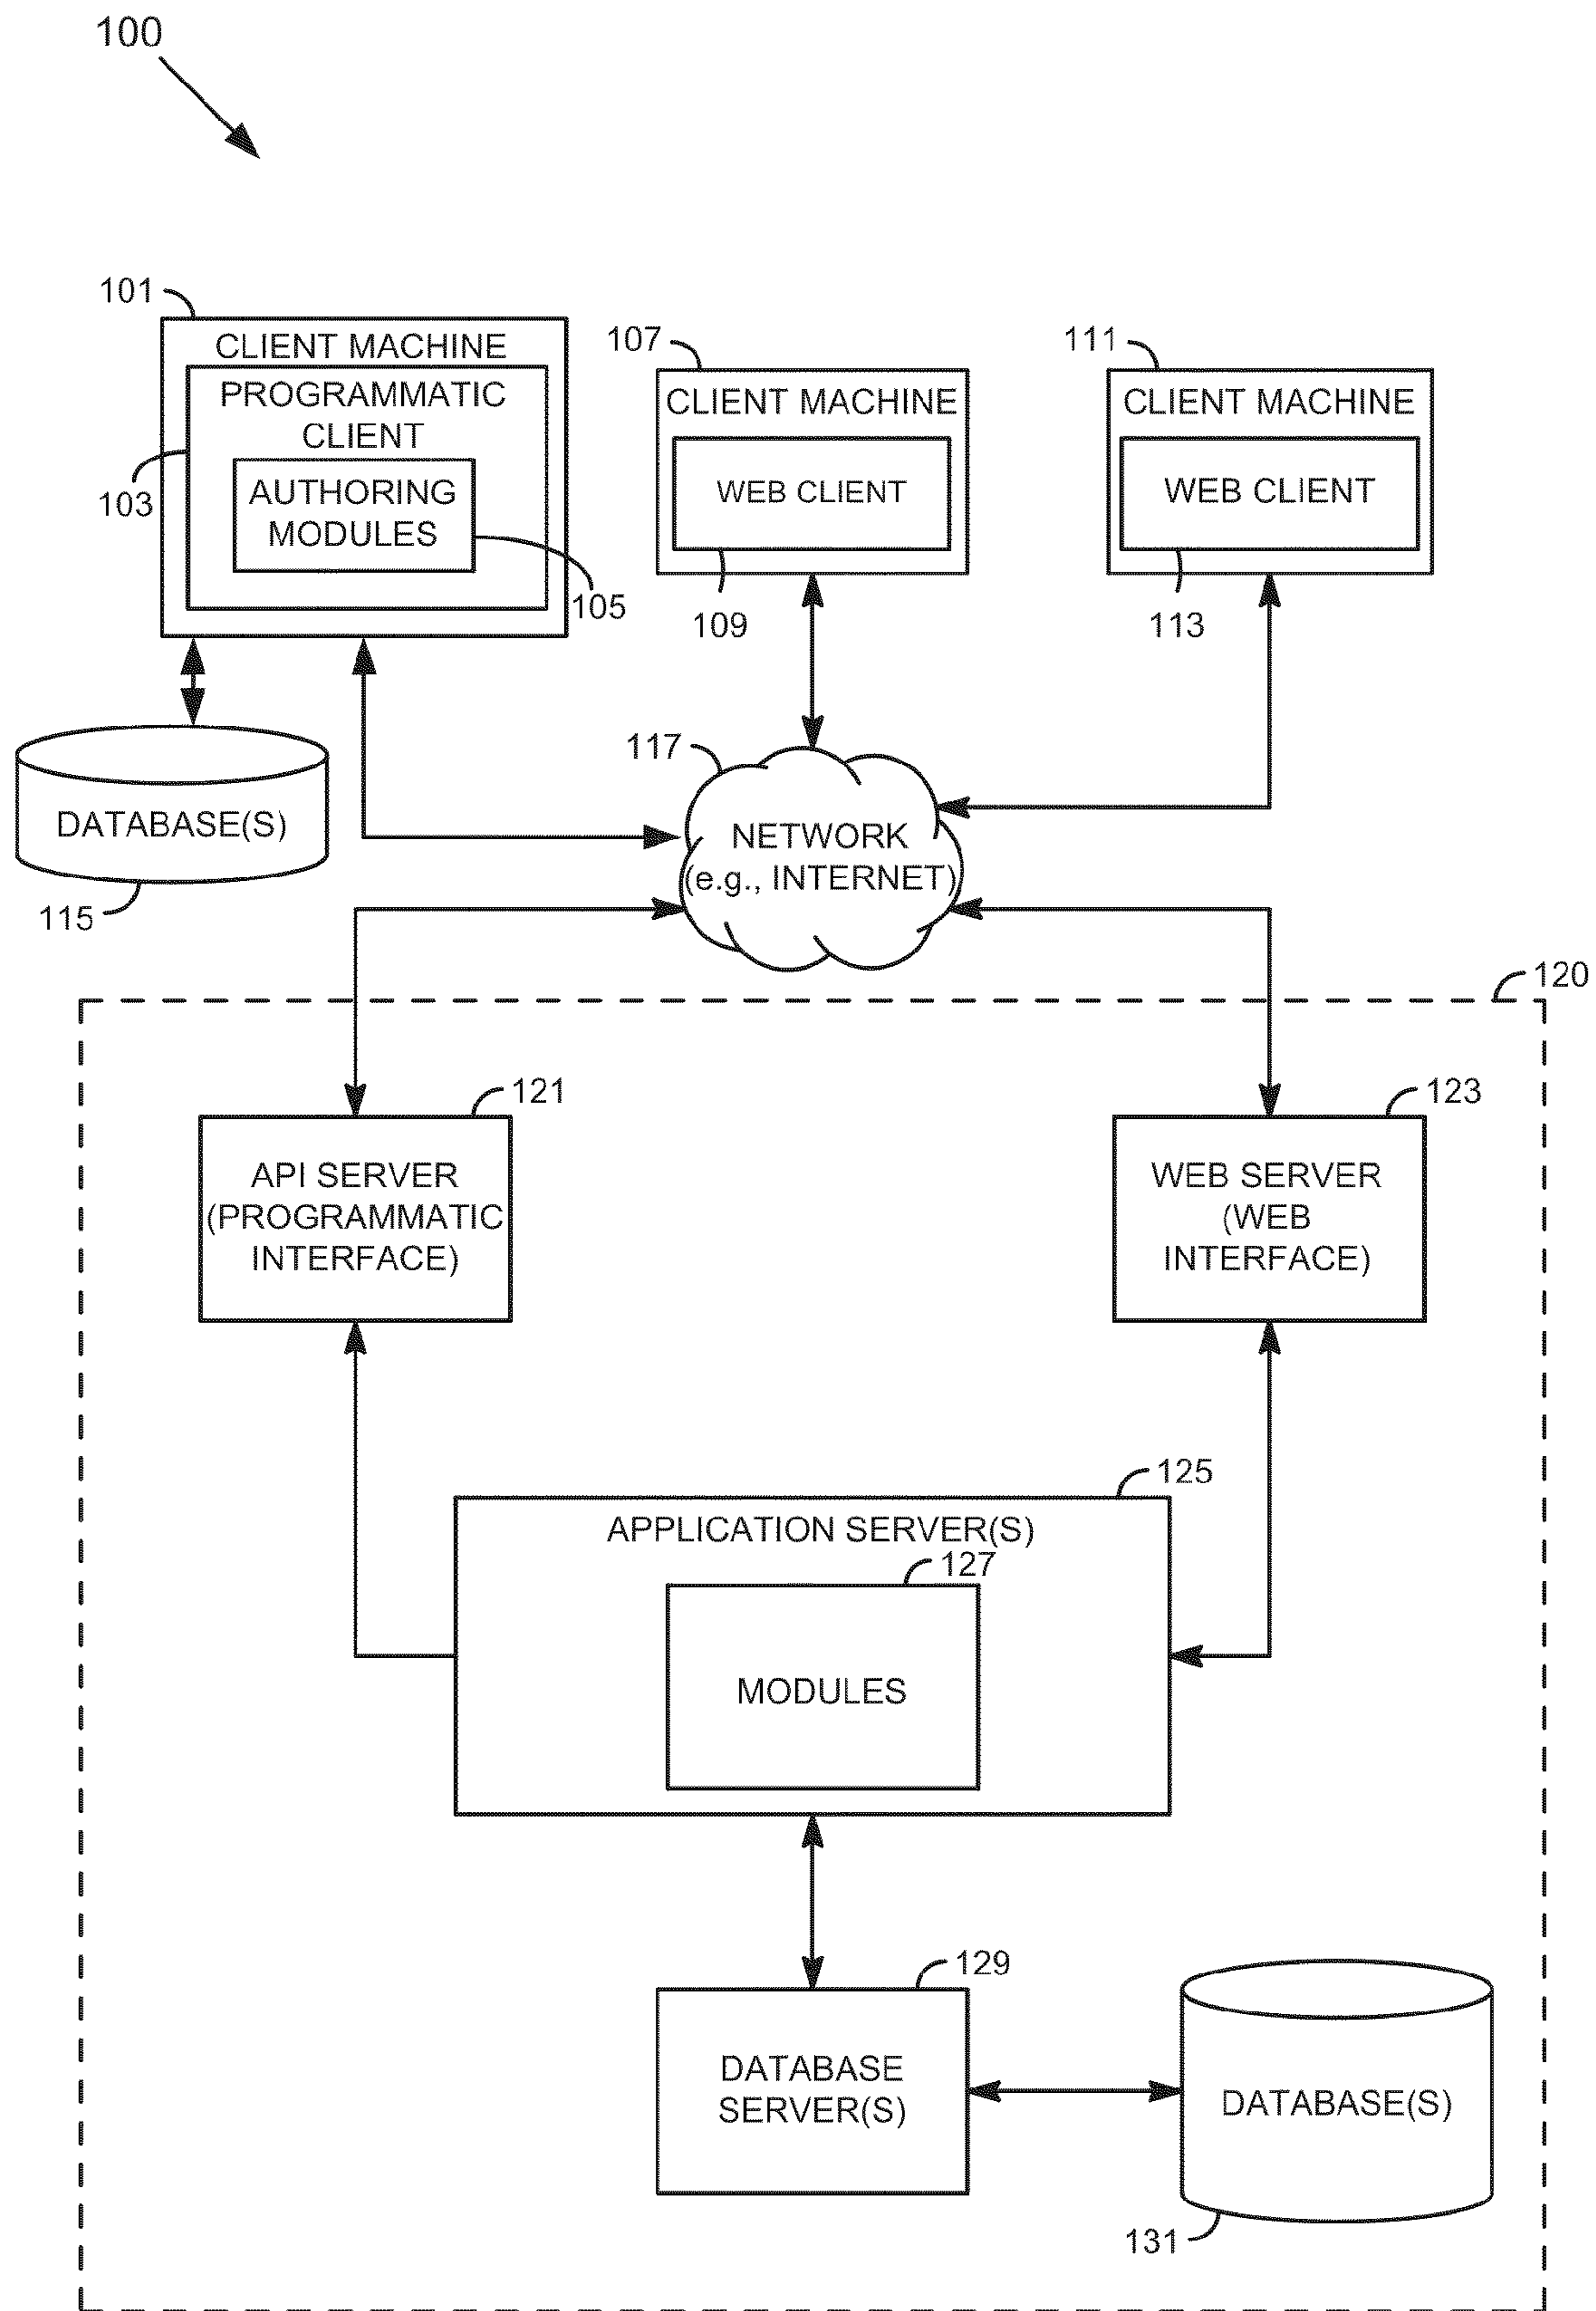 100
101
CLIENT MACHINE
PROGRAMMATIC
CLIENT
103
AUTHORING
MODULES
105
107
CLIENT MACHINE
WEB CLIENT
109
111
CLIENT MACHINE
WEB CLIENT
113
DATABASE(S)
115
117
NETWORK
(e.g., INTERNET)
120
121
API SERVER
(PROGRAMMATIC
INTERFACE)
123
WEB SERVER
(WEB
INTERFACE)
125
APPLICATION SERVER(S)
127
MODULES
129
DATABASE
SERVER(S)
DATABASE(S)
131